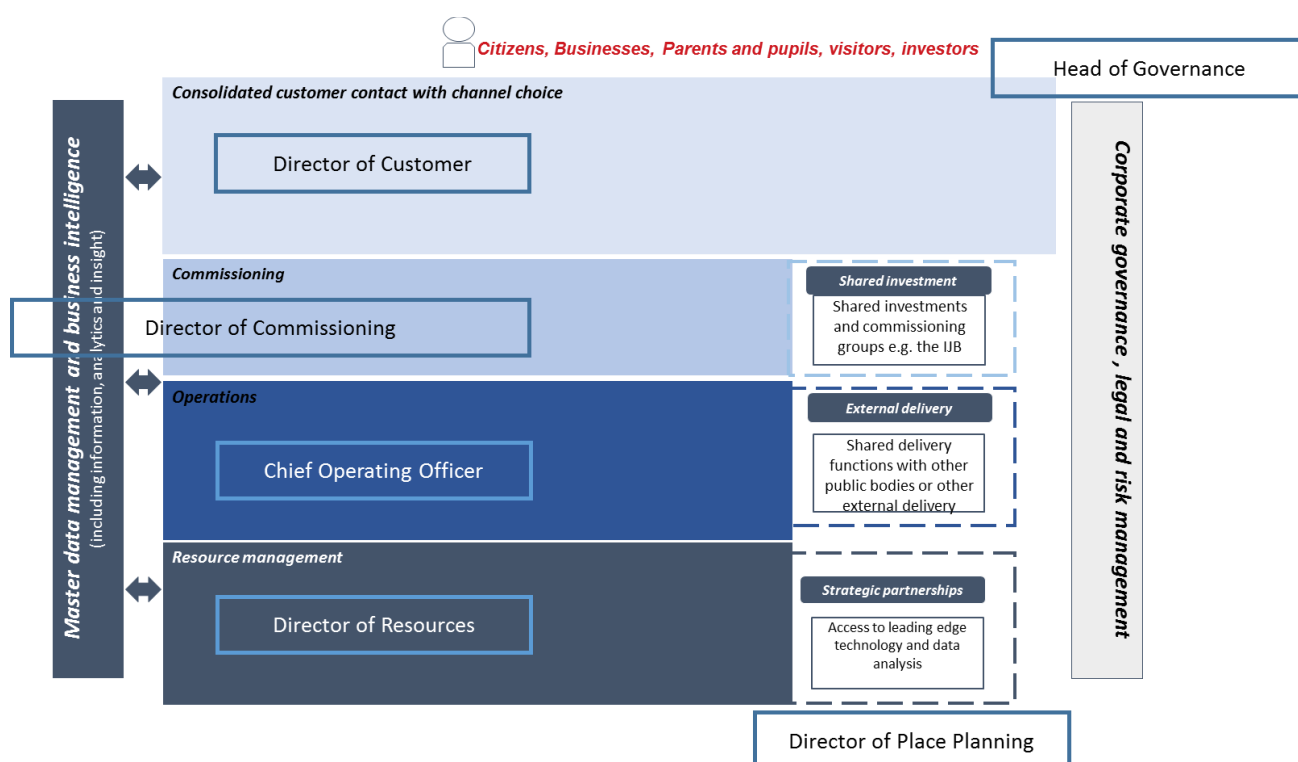 Citizens, Businesses, Parents and pupils, visitors, investors
Head of Governance
Consolidated customer contact with channel choice
Director of Customer
Master data management and business intelligence
(including information, analytics and insight)
Corporate governance , legal and risk management
Commissioning
Director of Commissioning
Shared investment
Shared investments
and commissioning
groups e.g. the IJB
Operations
Chief Operating Officer
External delivery
Shared delivery
functions with other
public bodies or other
external delivery
Resource management
Director of Resources
Strategic partnerships
Access to leading edge
technology and data
analysis
Director of Place Planning